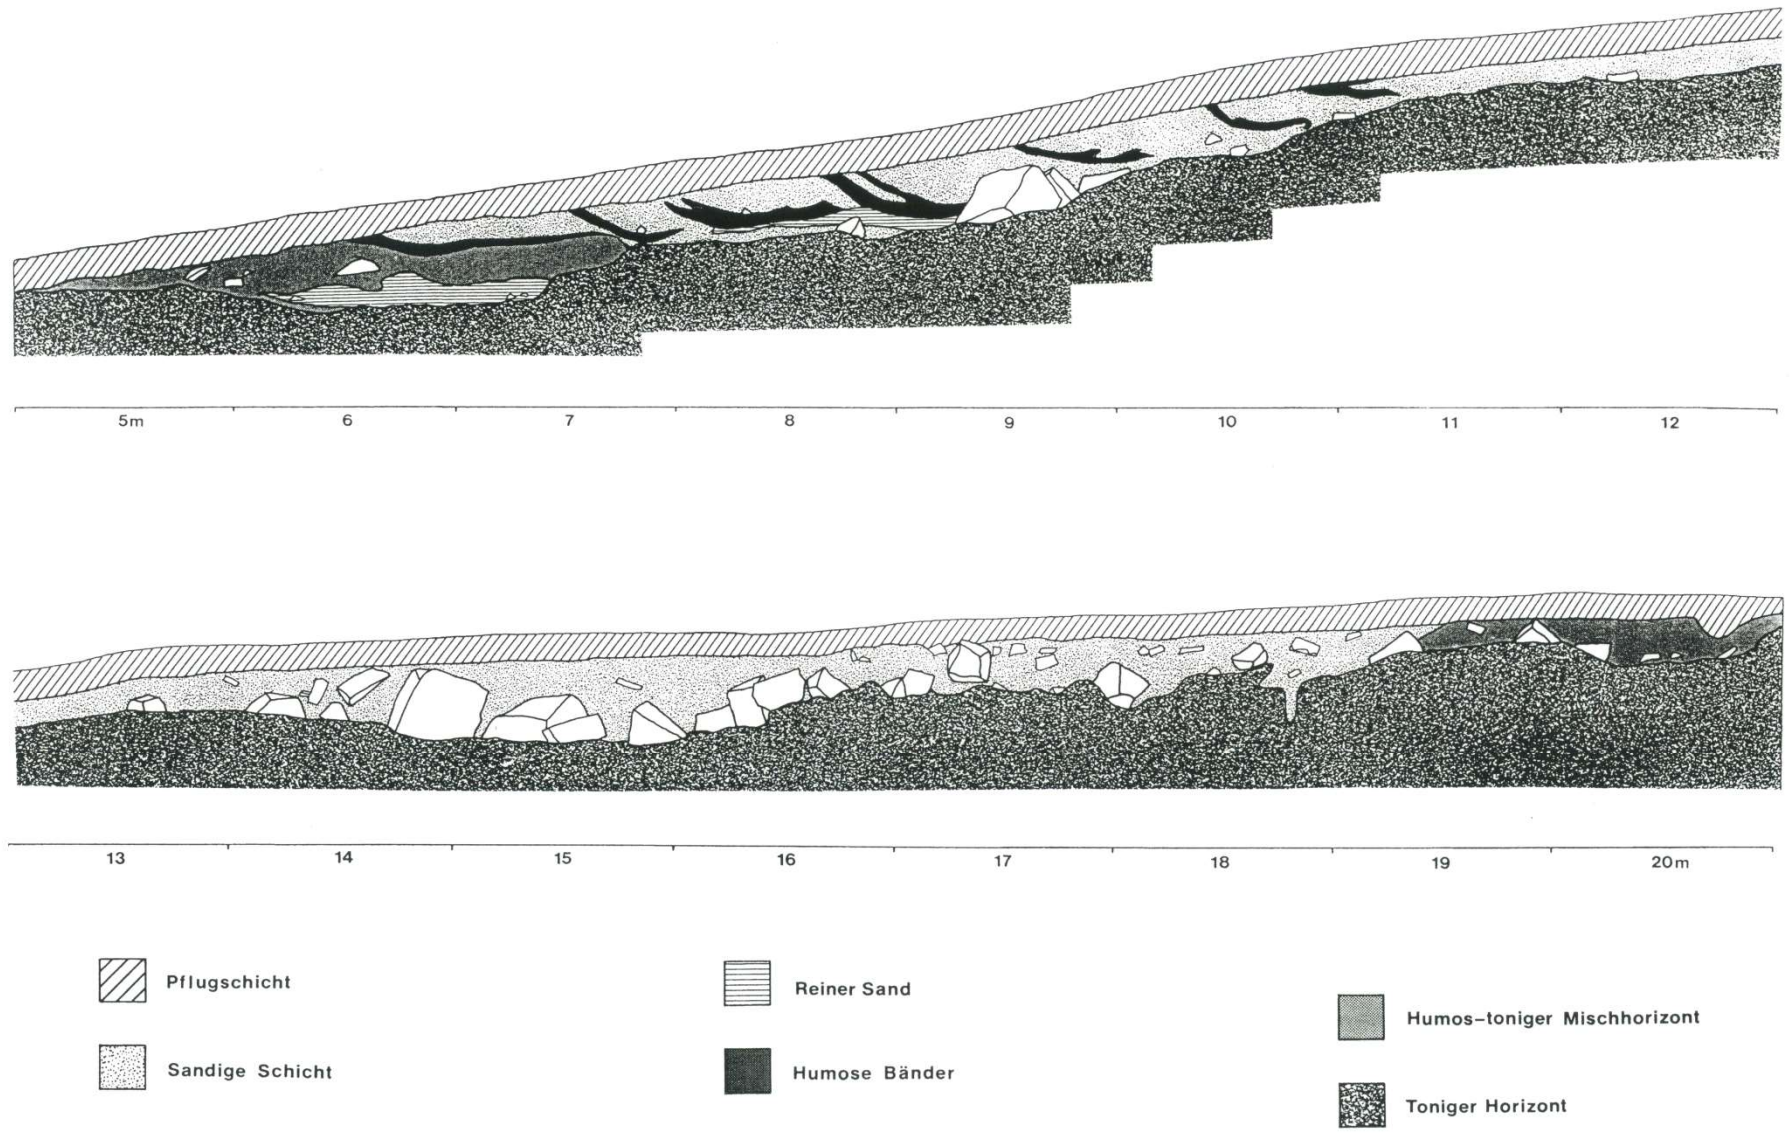 5m 6 7 8 9 10 11 12
13 14 15 16 17 18 19 20m
Pflugschicht
Sandige Schicht
Reiner Sand
Humose Bänder
Humos–toniger Mischhorizont
Toniger Horizont